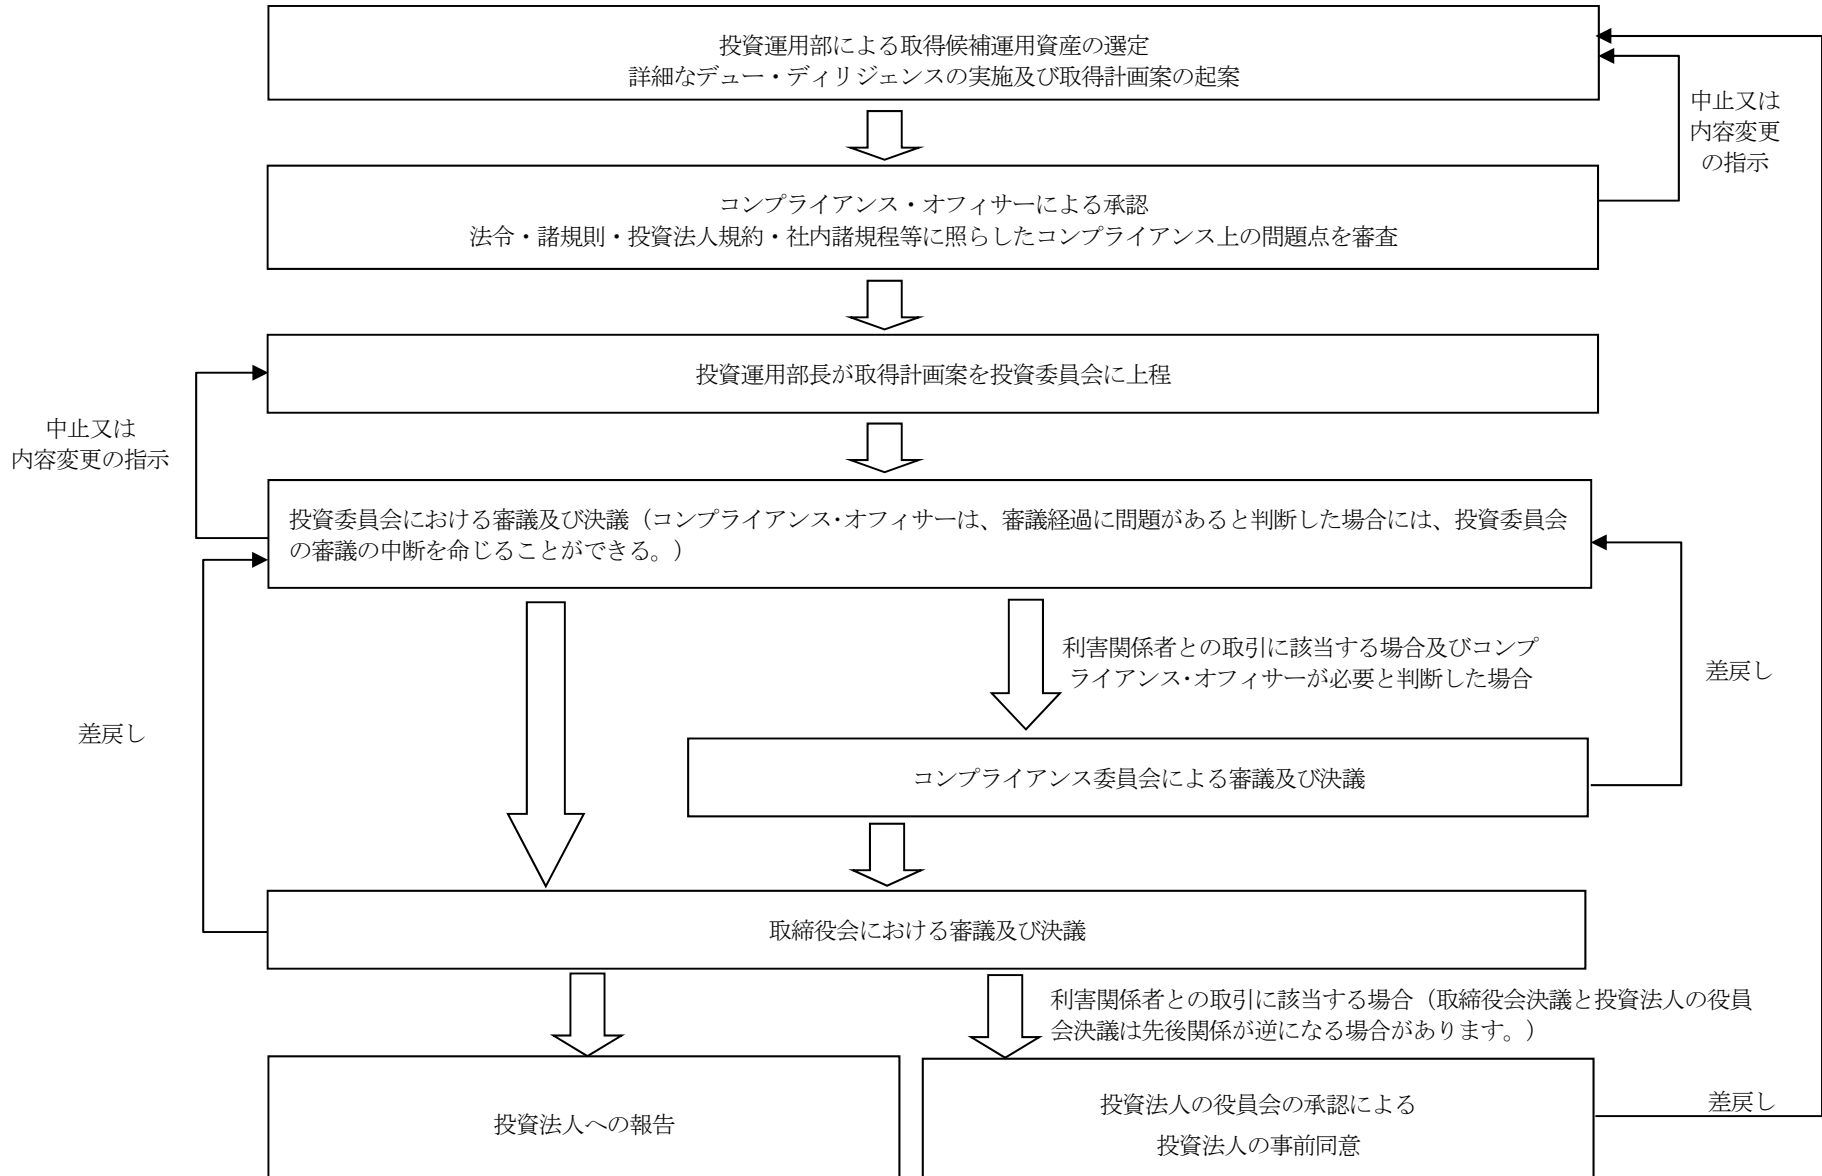 投資運用部による取得候補運用資産の選定
詳細なデュー・ディリジェンスの実施及び取得計画案の起案
中止又は
内容変更
の指示
コンプライアンス・オフィサーによる承認
法令・諸規則・投資法人規約・社内諸規程等に照らしたコンプライアンス上の問題点を審査
投資運用部長が取得計画案を投資委員会に上程
中止又は
内容変更の指示
投資委員会における審議及び決議（コンプライアンス･オフィサーは、審議経過に問題があると判断した場合には、投資委員会
の審議の中断を命じることができる。）
利害関係者との取引に該当する場合及びコンプ
ライアンス･オフィサーが必要と判断した場合
差戻し
差戻し
コンプライアンス委員会による審議及び決議
取締役会における審議及び決議
利害関係者との取引に該当する場合（取締役会決議と投資法人の役員
会決議は先後関係が逆になる場合があります。）
投資法人への報告
投資法人の役員会の承認による
投資法人の事前同意
差戻し